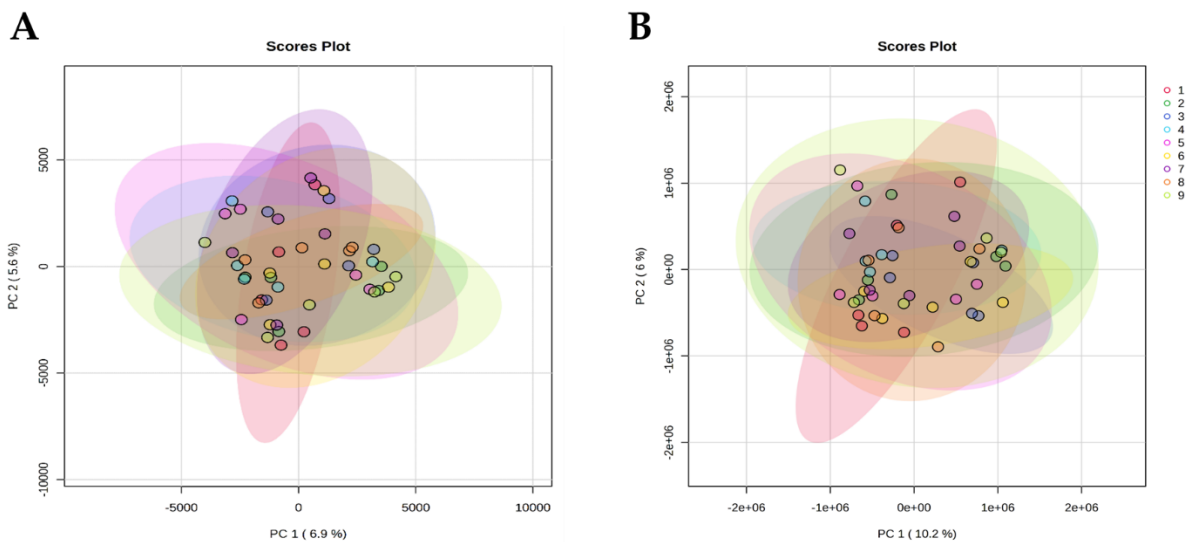 A
Scores Plot
5000
0
-5000
-10000
-5000 0 5000 10000
PC 2 ( 5.6 %)
PC 1 ( 6.9 %)
B
Scores Plot
2e+06
1e+06
0e+00
-1e+06
-2e+06
-2e+06 -1e+06 0e+00 1e+06 2e+06
PC 2 ( 6 %)
PC 1 ( 10.2 %)
1
2
3
4
5
6
7
8
9